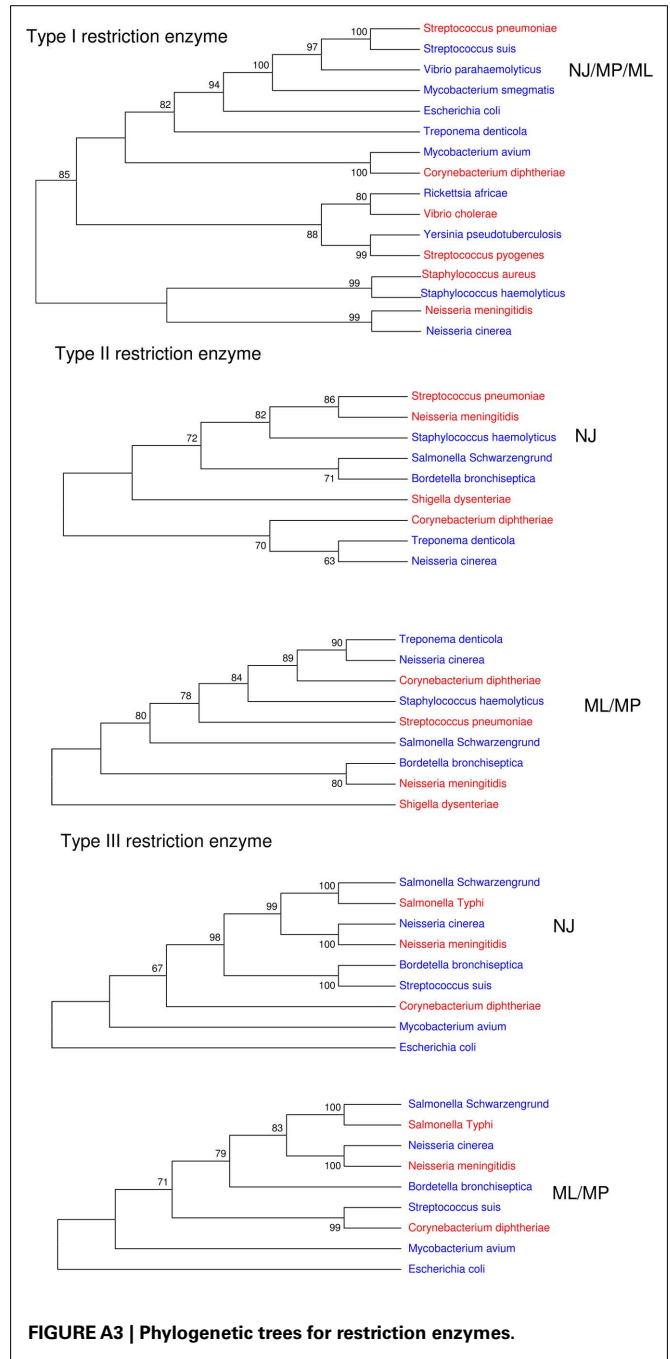 Type I restriction enzyme
100
Streptococcus pneumoniae
97
Streptococcus suis
100
Vibrio parahaemolyticus
NJ/MP/ML
94
Mycobacterium smegmatis
82
Escherichia coli
Treponema denticola
85
Mycobacterium avium
100
Corynebacterium diphtheriae
80
Rickettsia africae
88
Vibrio cholerae
Yersinia pseudotuberculosis
99
Streptococcus pyogenes
99
Staphylococcus aureus
Staphylococcus haemolyticus
99
Neisseria meningitidis
Neisseria cinerea
Type II restriction enzyme
86
Streptococcus pneumoniae
82
Neisseria meningitidis
72
Staphylococcus haemolyticus
NJ
Salmonella Schwarzengrund
71
Bordetella bronchiseptica
Shigella dysenteriae
Corynebacterium diphtheriae
70
Treponema denticola
63
Neisseria cinerea
90
Treponema denticola
89
Neisseria cinerea
84
Corynebacterium diphtheriae
78
Staphylococcus haemolyticus
ML/MP
80
Streptococcus pneumoniae
Salmonella Schwarzengrund
Bordetella bronchiseptica
80
Neisseria meningitidis
Shigella dysenteriae
Type III restriction enzyme
100
Salmonella Schwarzengrund
99
Salmonella Typhi
98
Neisseria cinerea
NJ
100
Neisseria meningitidis
67
Bordetella bronchiseptica
100
Streptococcus suis
Corynebacterium diphtheriae
Mycobacterium avium
Escherichia coli
100
Salmonella Schwarzengrund
83
Salmonella Typhi
79
Neisseria cinerea
100
Neisseria meningitidis
71
Bordetella bronchiseptica
ML/MP
Streptococcus suis
99
Corynebacterium diphtheriae
Mycobacterium avium
Escherichia coli
FIGURE A3 | Phylogenetic trees for restriction enzymes.